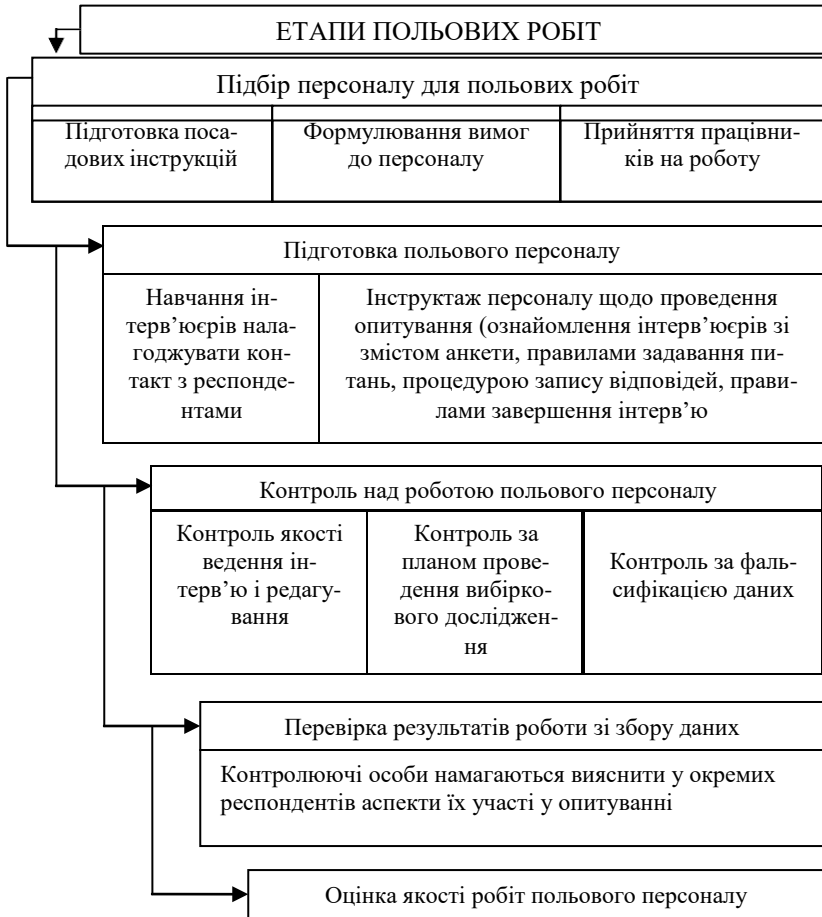 ЕТАПИ ПОЛЬОВИХ РОБІТ
Підбір персоналу для польових робіт
Підготовка поса-
дових інструкцій
Формулювання вимог
до персоналу
Прийняття працівни-
ків на роботу
Підготовка польового персоналу
Навчання ін-
терв’юєрів нала-
годжувати кон-
такт з респонде-
нтами
Інструктаж персоналу щодо проведення
опитування (ознайомлення інтерв’юєрів зі
змістом анкети, правилами задавання пи-
тань, процедурою запису відповідей, прави-
лами завершення інтерв’ю
Контроль над роботою польового персоналу
Контроль якості
ведення ін-
терв’ю і редагу-
вання
Контроль за
планом прове-
дення вибірко-
вого досліджен-
ня
Контроль за фаль-
сифікацією даних
Перевірка результатів роботи зі збору даних
Контролюючі особи намагаються вияснити у окремих
респондентів аспекти їх участі у опитуванні
Оцінка якості робіт польового персоналу